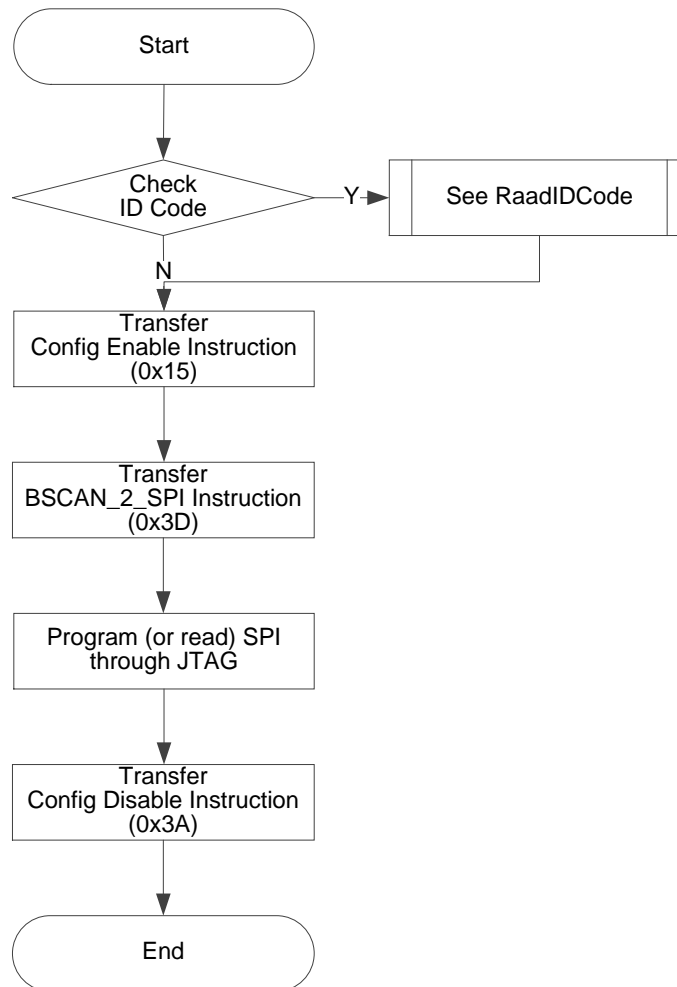 Start
Check
ID Code
Y
See RaadIDCode
N
Transfer
Config Enable Instruction
(0x15)
Transfer
BSCAN_2_SPI Instruction
(0x3D)
Program (or read) SPI
through JTAG
Transfer
Config Disable Instruction
(0x3A)
End